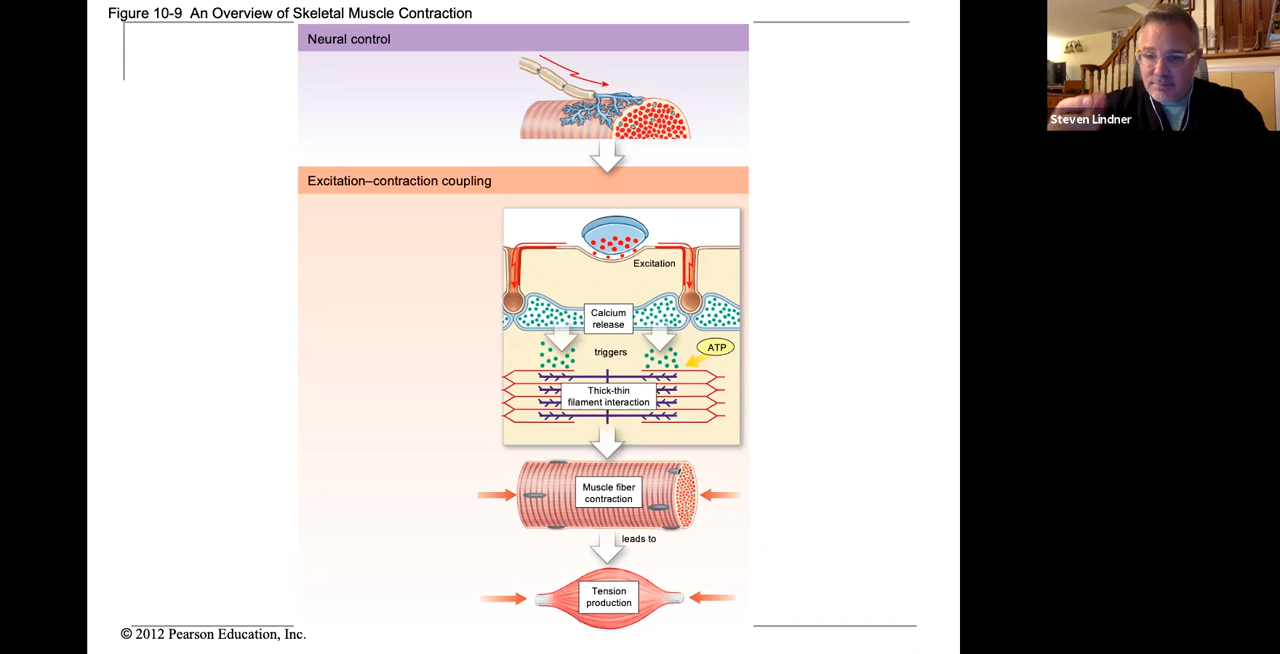 Figure 10-9  An Overview of Skeletal Muscle Contraction
Neural control
Steven Lindner
Excitation–contraction coupling
Excitation
Calcium
release
triggers
ATP
Thick-thin
filament interaction
Muscle fiber
contraction
leads to
Tension
production
© 2012 Pearson Education, Inc.